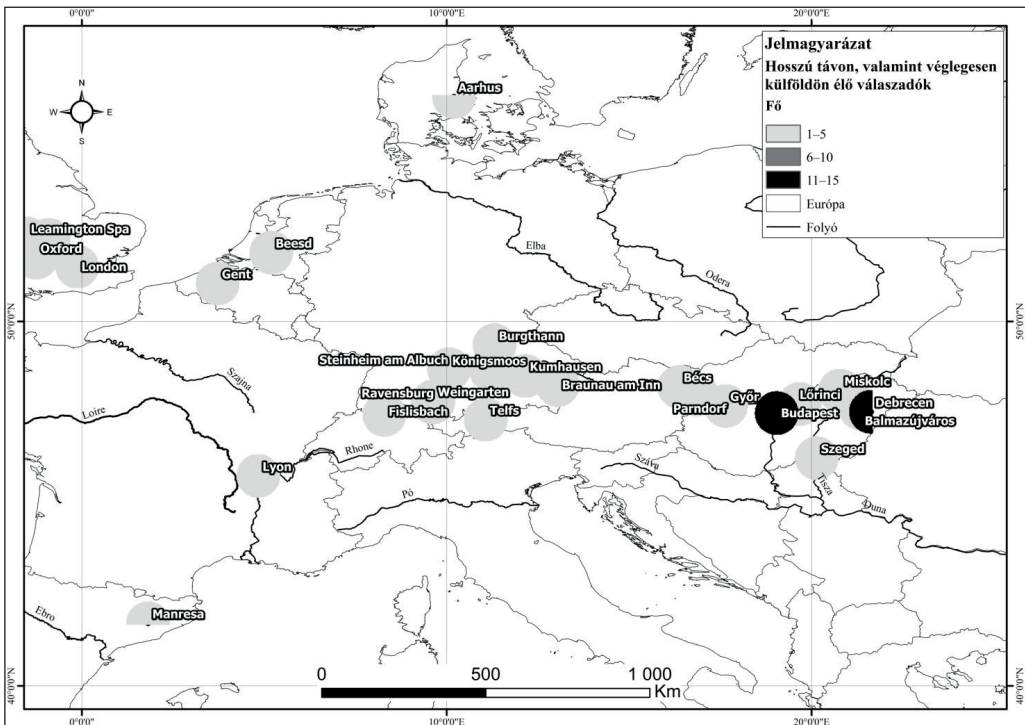 0°0'0"
10°0'0"E
20°0'0"E
Jelmagyarázat
Hosszú távon, valamint véglegesen
külföldön élő válaszadók
Fő
1–5
6–10
11–15
Európa
Folyó
N
W
E
S
Aarhus
Leamington Spa
Oxford
London
Beesd
Gent
Elba
Odera
50°0'0"N
50°0'0"N
Burgthann
Steinheim am Albuch
Königsmoos
Kümhausen
Braunau am Inn
Ravensburg
Weingarten
Fislisbach
Telfs
Bécs
Parndorf
Győr
Lőrinci
Budapest
Miskolc
Debrecen
Balmazújváros
Szeged
Szajna
Loire
Lyon
Rhone
Pó
Száva
Tisza
Duna
Manresa
Ebro
0
500
1 000
Km
40°0'0"N
40°0'0"N
0°0'0"
10°0'0"E
20°0'0"E